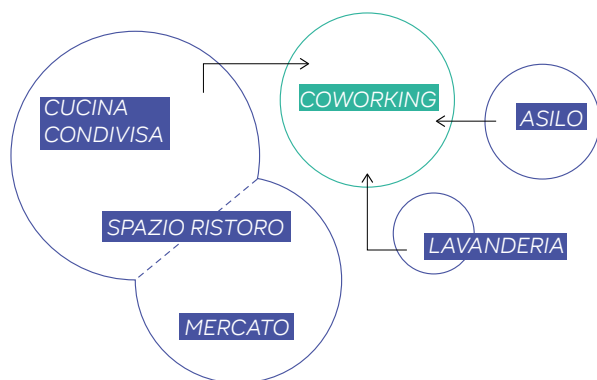 CUCINA
CONDIVISA
COWORKING
ASILO
SPAZIO RISTORO
LAVANDERIA
MERCATO